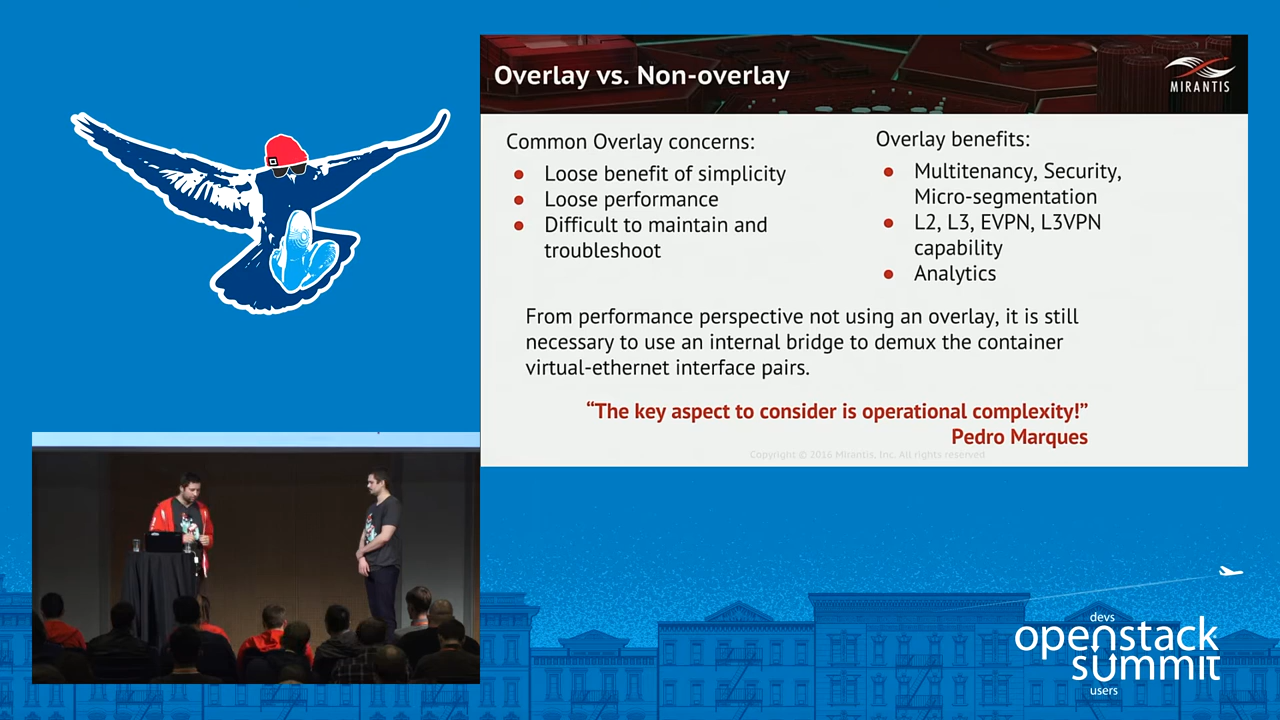 Overlay vs. Non-overlay
MIRANTIS
Common Overlay concerns:
Loose benefit of simplicity
Loose performance
Difficult to maintain and
troubleshoot
Overlay benefits:
Multitenancy, Security,
Micro-segmentation
L2, L3, EVPN, L3VPN
capability
Analytics
From performance perspective not using an overlay, it is still
necessary to use an internal bridge to demux the container
virtual-ethernet interface pairs.
“The key aspect to consider is operational complexity!”
Pedro Marques
Copyright © 2016 Mirantis, Inc. All rights reserved
devs
openstack
summit
users